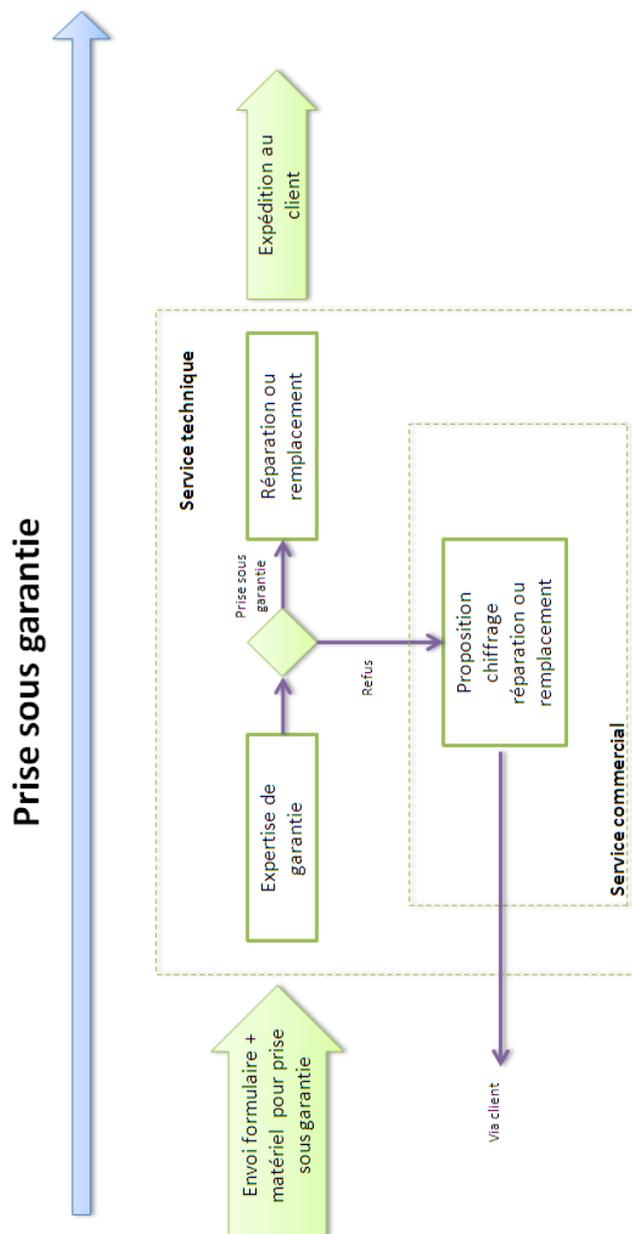 Prise sous garantie
Envoi formulaire +
matériel pour prise
sous garantie
Service technique
Expertise de
garantie
Prise sous
garantie
Réparation ou
remplacement
Expédition au
client
Refus
Proposition
chiffrage
réparation ou
remplacement
Service commercial
Via client